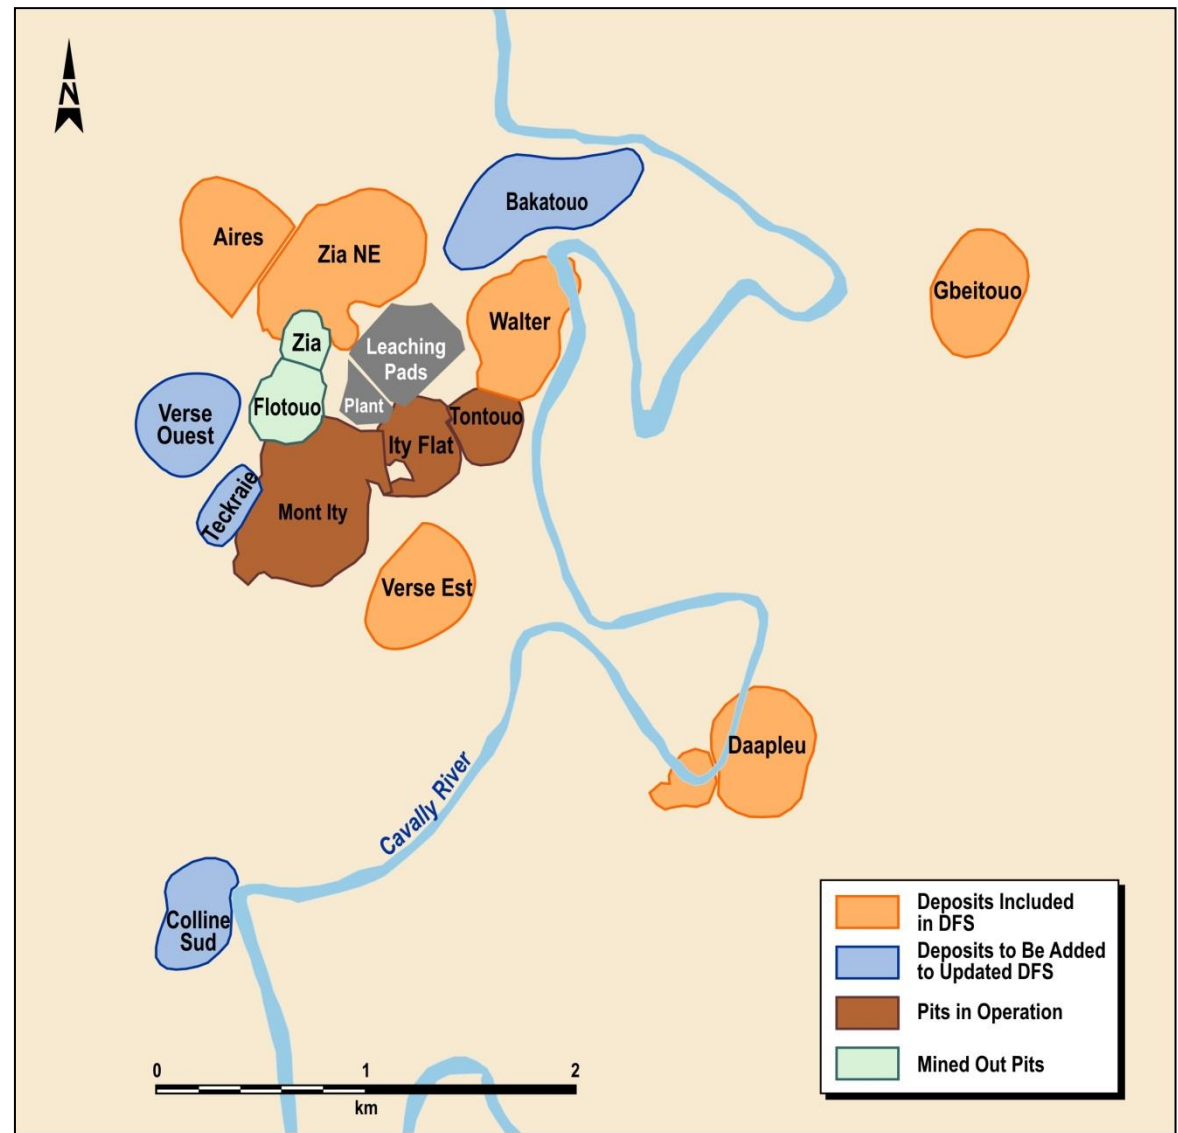 N
Bakatouo
Aires
Zia NE
Gbeitouo
Walter
Zia
Leaching
Pads
Plant
Flotouo
Verse
Ouest
Tontouo
Ity Flat
Teckraie
Mont Ity
Verse Est
Daapleu
Cavally River
Colline
Sud
Deposits Included
in DFS
Deposits to Be Added
to Updated DFS
Pits in Operation
Mined Out Pits
0 1 2
km